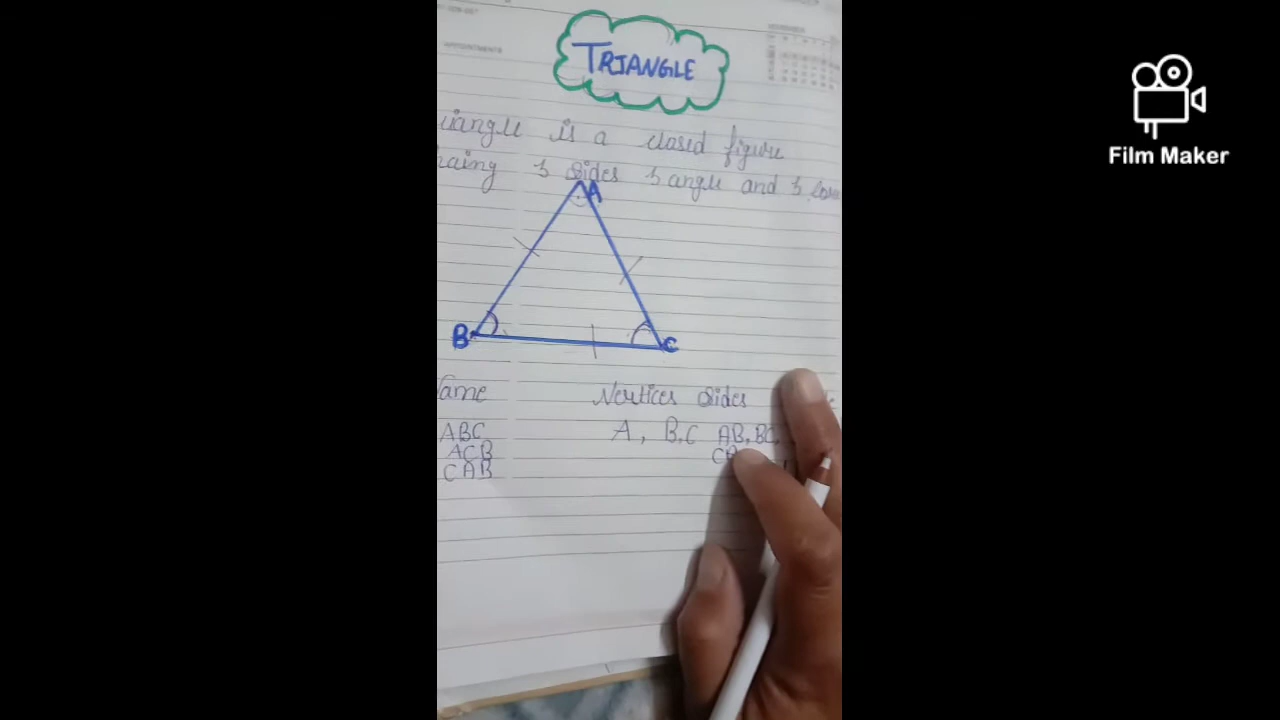 TRIANGLE
is a closed figure
3 sides 3 angle and 3
A
B
C
Name
Vertices Sides
ABC
A, B,C AB, BC,
ACB
CAB
Film Maker